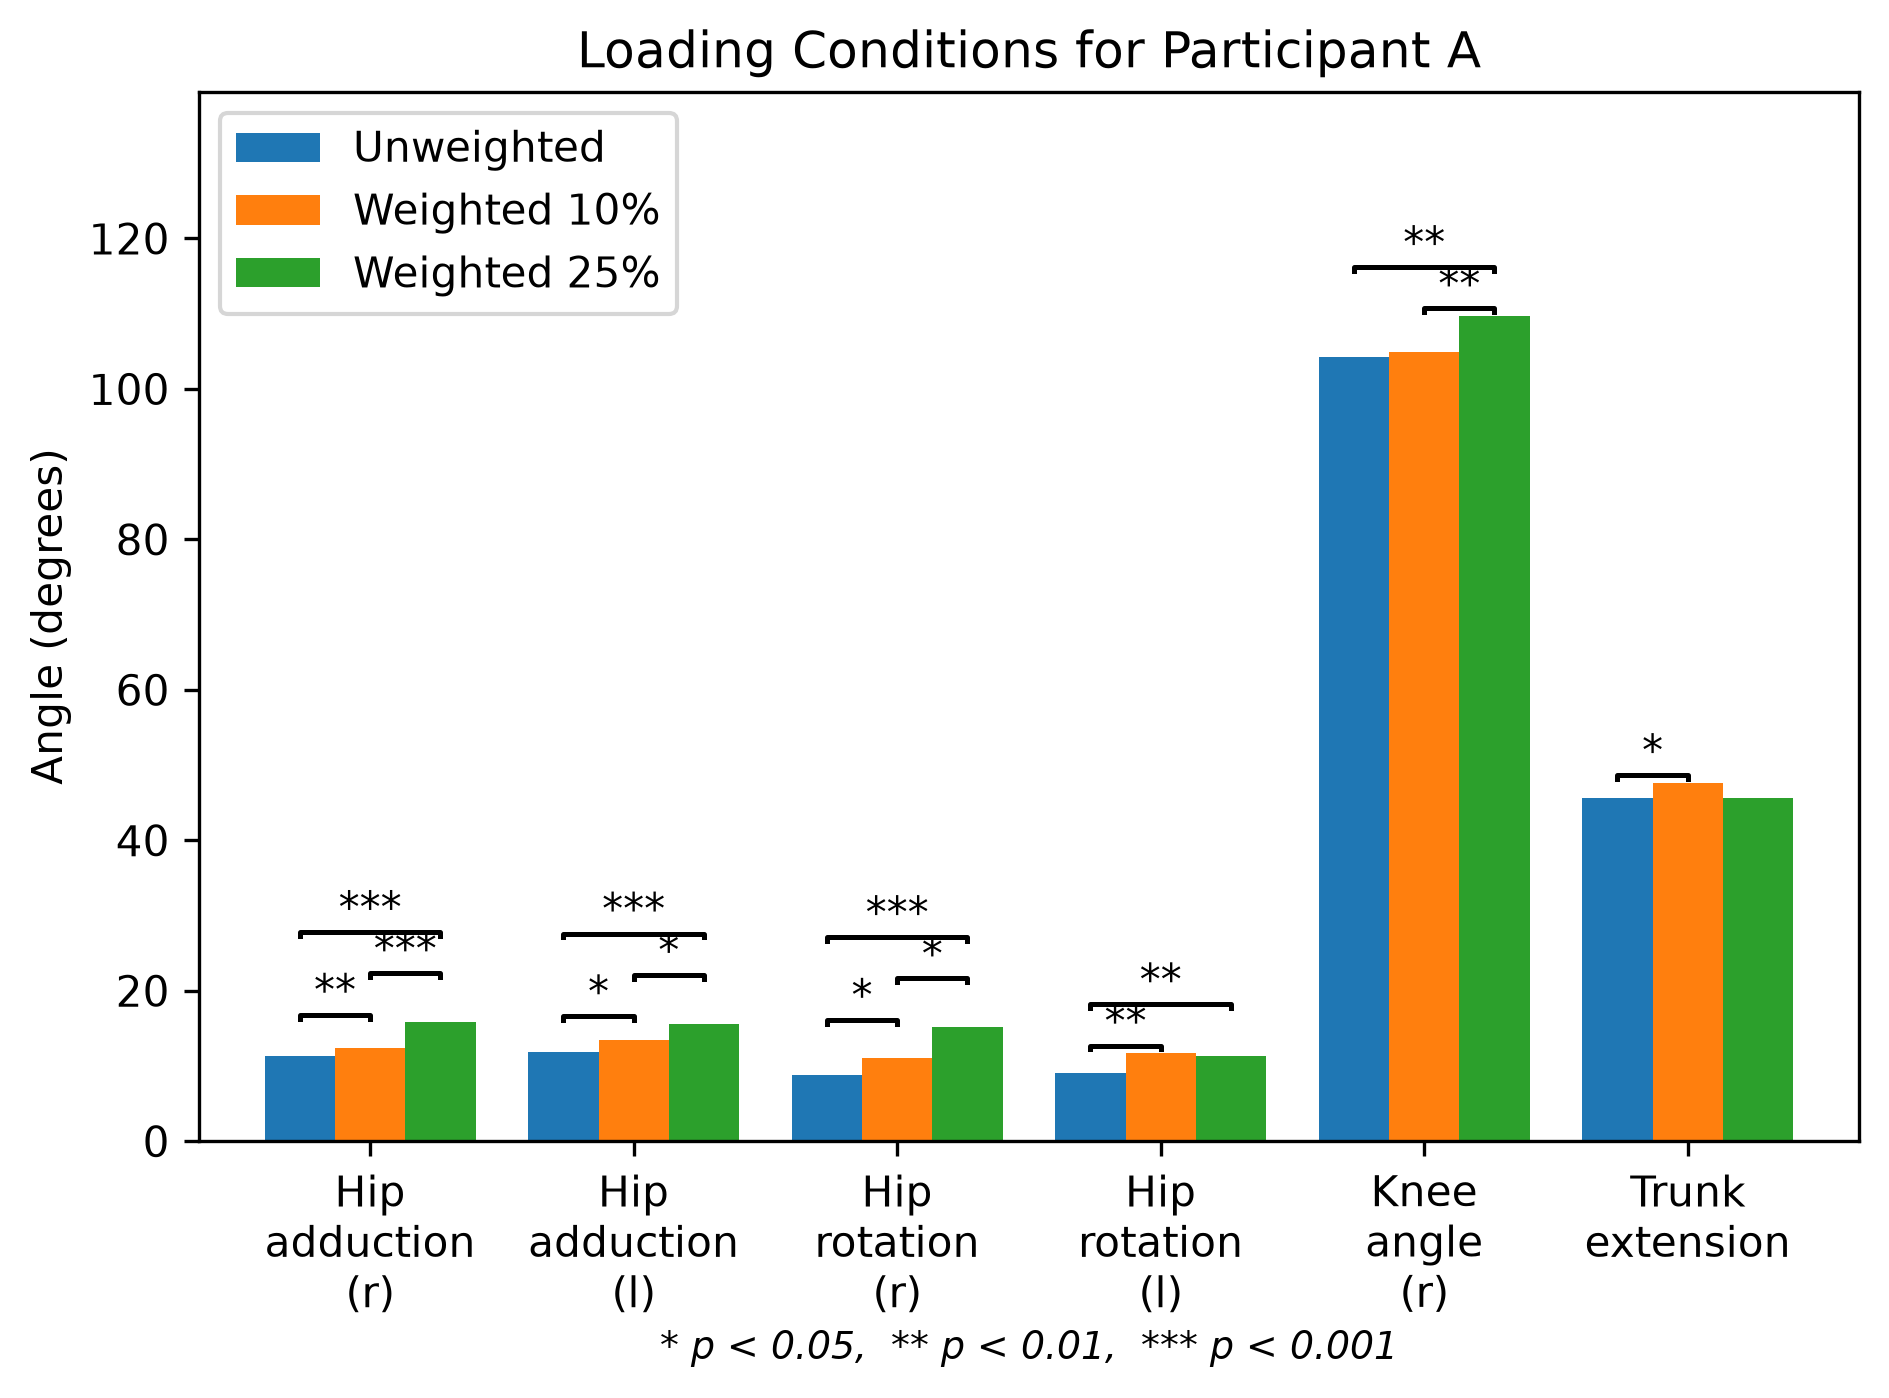 Loading Conditions for Participant A
Unweighted
Weighted 10%
Weighted 25%
Angle (degrees)
120
100
80
60
40
20
0
**
**
*
***
***
**
***
*
*
***
*
*
**
**
Hip
adduction
(r)
Hip
adduction
(l)
Hip
rotation
(r)
Hip
rotation
(l)
Knee
angle
(r)
Trunk
extension
* p < 0.05, ** p < 0.01, *** p < 0.001